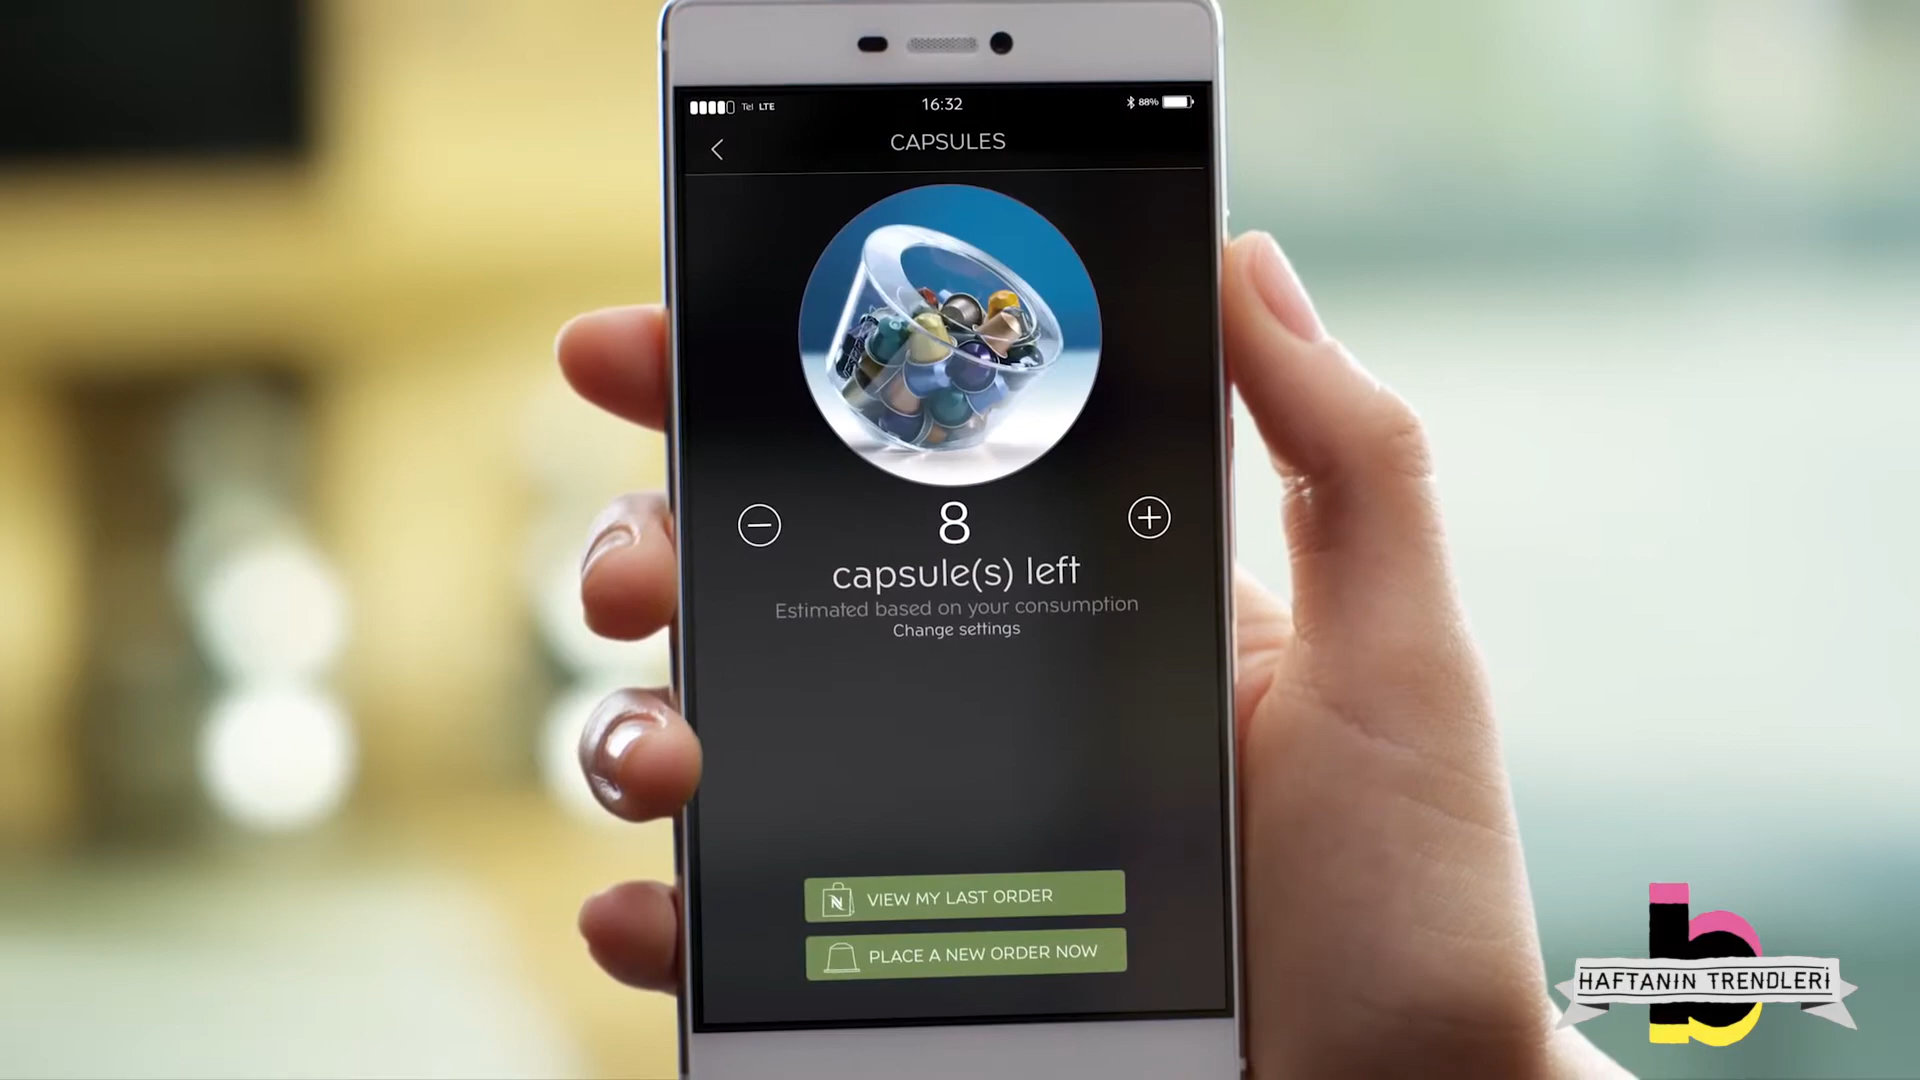 Tel LTE
16:32
88%
CAPSULES
8
capsule(s) left
Estimated based on your consumption
Change settings
N
VIEW MY LAST ORDER
PLACE A NEW ORDER NOW
b
HAFTANIN TRENDLERİ